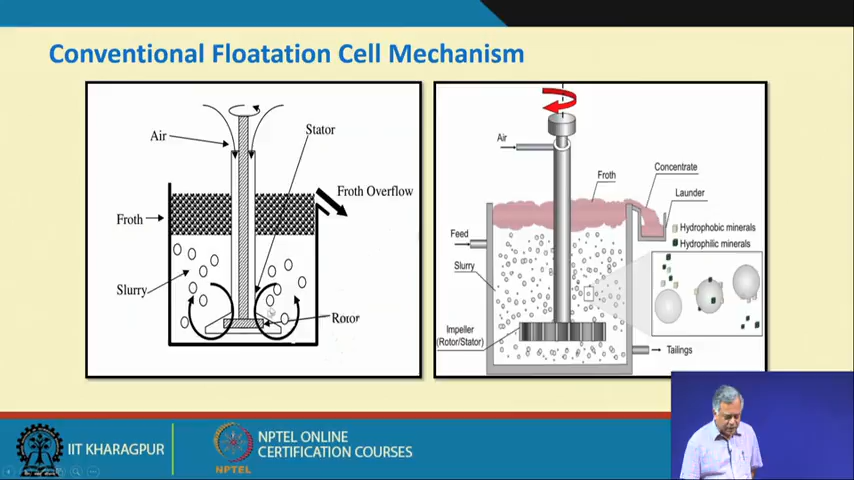 Conventional Floatation Cell Mechanism
Air
Stator
Froth Overflow
Froth
Slurry
Rotor
Air
Froth
Concentrate
Launder
Feed
Hydrophobic minerals
Hydrophilic minerals
Slurry
Impeller
(Rotor/Stator)
Tailings
IIT KHARAGPUR
NPTEL
NPTEL ONLINE
CERTIFICATION COURSES